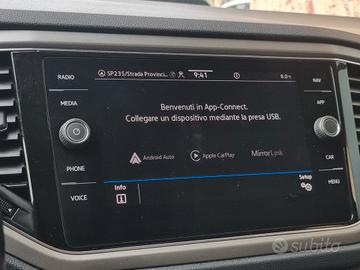 RADIO
SP235/Strada Provinci...
9:41
8.0°C
NAV
MEDIA
APP
Benvenuti in App-Connect.
Collegare un dispositivo mediante la presa USB.
Android Auto
Apple CarPlay
MirrorLink
PHONE
CAR
Info
Setup
VOICE
MENU
subito